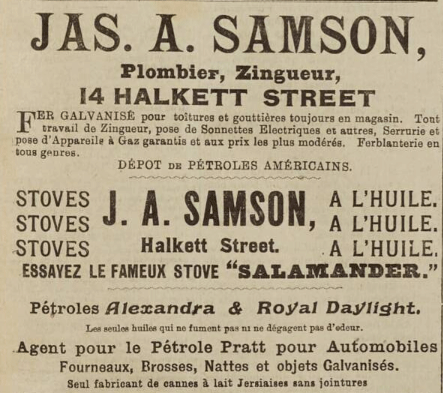 JAS. A. SAMSON,
Plombier, Zingueur,
14 HALKETT STREET
FER GALVANISÉ pour toitures et gouttières toujours en magasin. Tout
travail de Zingueur, pose de Sonnettes Electriques et autres, Serrurie et
pose d'Appareils à Gaz garantis et aux prix les plus modérés. Ferblanterie en
tous genres.
DÉPOT DE PÉTROLES AMÉRICAINS.
STOVES
STOVES
STOVES
J. A. SAMSON,
Halkett Street.
A L'HUILE.
A L'HUILE.
A L'HUILE.
ESSAYEZ LE FAMEUX STOVE "SALAMANDER."
Pétroles Alexandra & Royal Daylight.
Les seules huiles qui ne fument pas ni ne dégagent pas d'odeur.
Agent pour le Pétrole Pratt pour Automobiles
Fourneaux, Brosses, Nattes et objets Galvanisés.
Seul fabricant de cannes à lait Jersiaises sans jointures